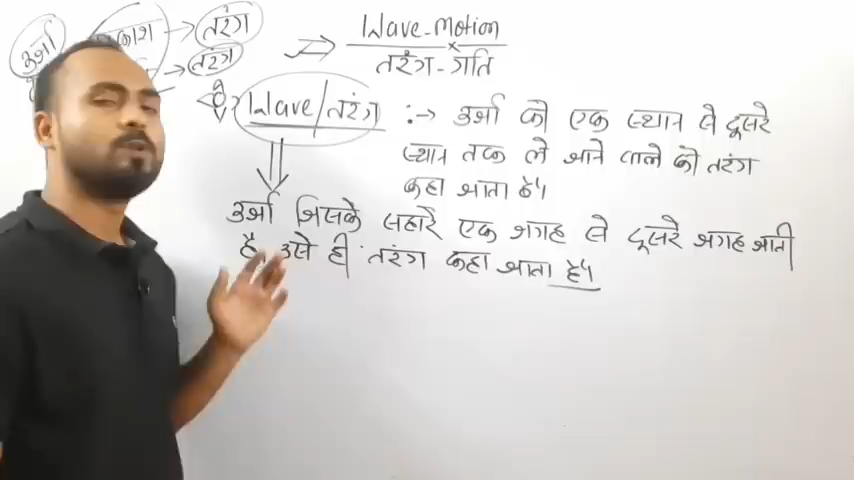 Wave-Motion
तरंग-गति
ऊर्जा
प्रकाश → तरंग
→ तरंग
Wave/तरंग :→ ऊर्जा को एक स्थान से दूसरे
स्थान तक ले जाने वाले को तरंग
कहा जाता है।
ऊर्जा जिसके सहारे एक जगह से दूसरे जगह जाती
है उसे ही तरंग कहा जाता है।